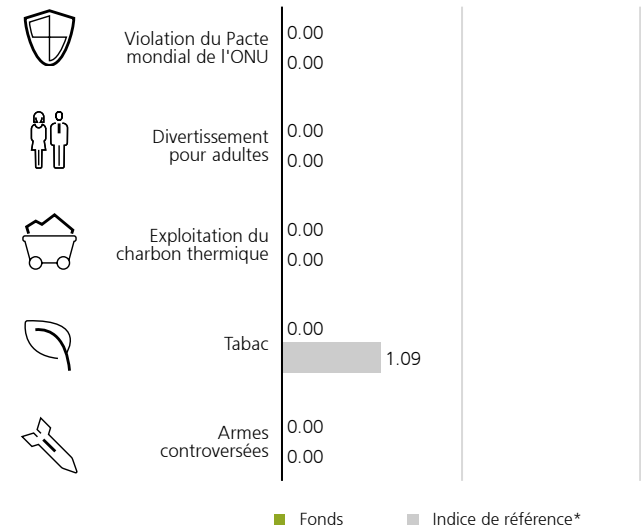 Violation du Pacte
mondial de l'ONU
0.00
0.00
Divertissement
pour adultes
0.00
0.00
Exploitation du
charbon thermique
0.00
0.00
Tabac
0.00
1.09
Armes
controversées
0.00
0.00
Fonds
Indice de référence*